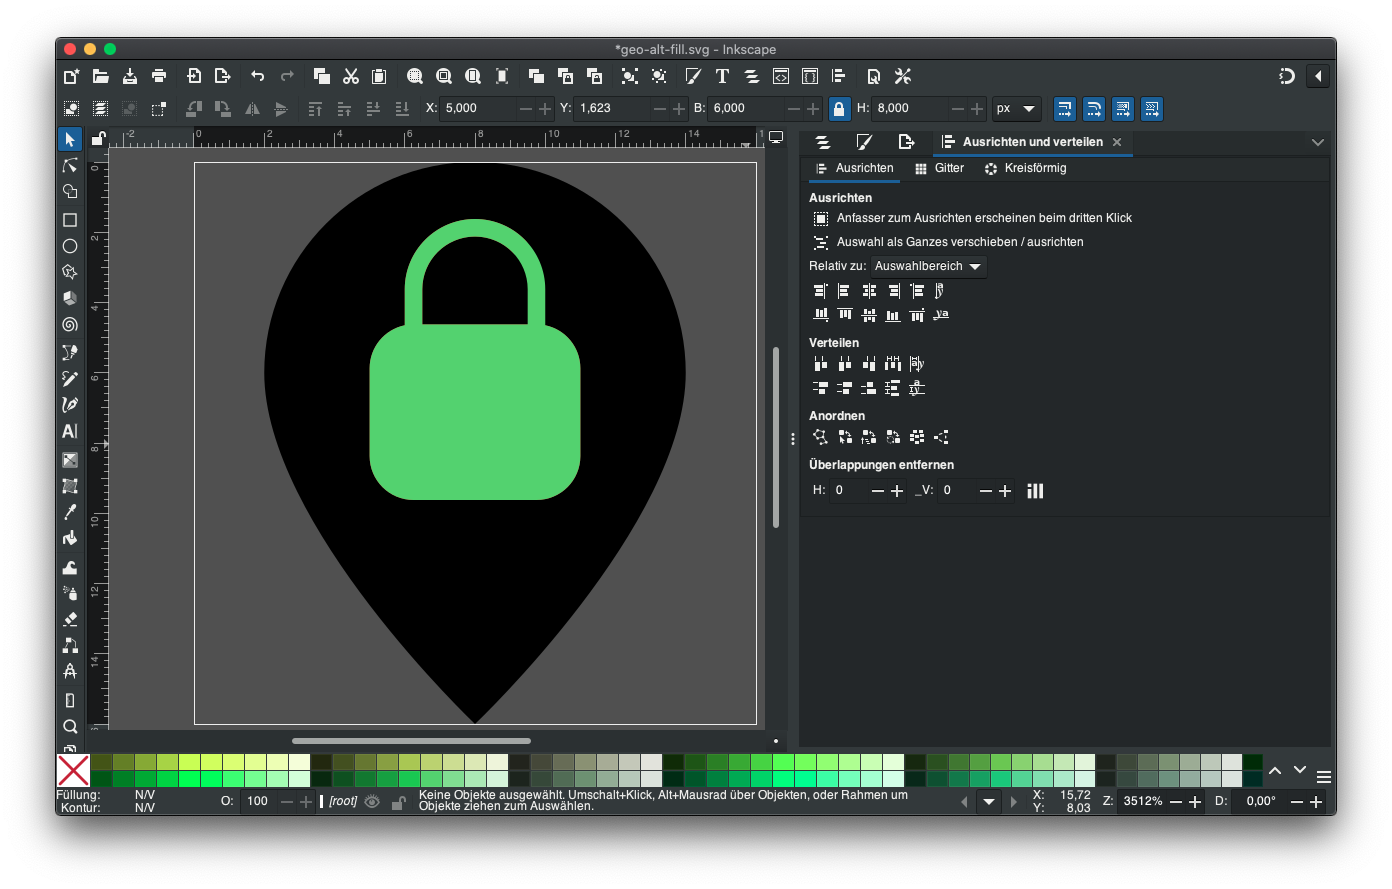 *geo-alt-fill.svg - Inkscape
X: 5,000 Y: 1,623 B: 6,000 H: 8,000 px
-2 0 2 4 6 8 10 12 14
Ausrichten und verteilen
Ausrichten Gitter Kreisförmig
Ausrichten
Anfasser zum Ausrichten erscheinen beim dritten Klick
Auswahl als Ganzes verschieben / ausrichten
Relativ zu: Auswahlbereich
Verteilen
Anordnen
Überlappungen entfernen
H: 0 _V: 0
0
2
4
6
8
10
12
14
Füllung: N/V
Kontur: N/V
O: 100
[root]
Keine Objekte ausgewählt. Umschalt+Klick, Alt+Mausrad über Objekten, oder Rahmen um
Objekte ziehen zum Auswählen.
X: 15,72
Y: 8,03
Z: 3512%
D: 0,00°